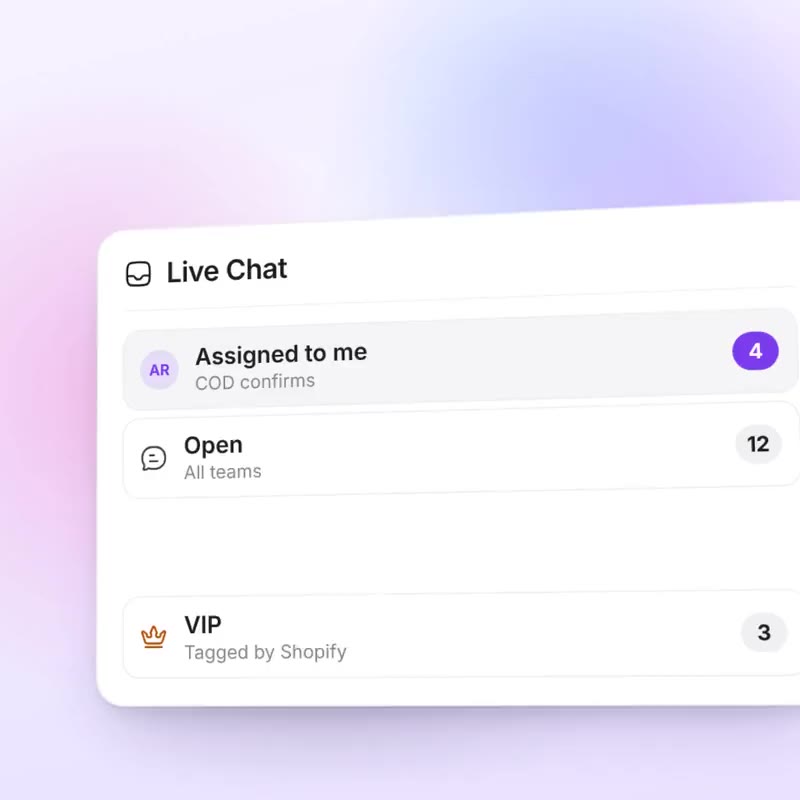 Live Chat
AR
Assigned to me
COD confirms
4
Open
All teams
12
VIP
Tagged by Shopify
3